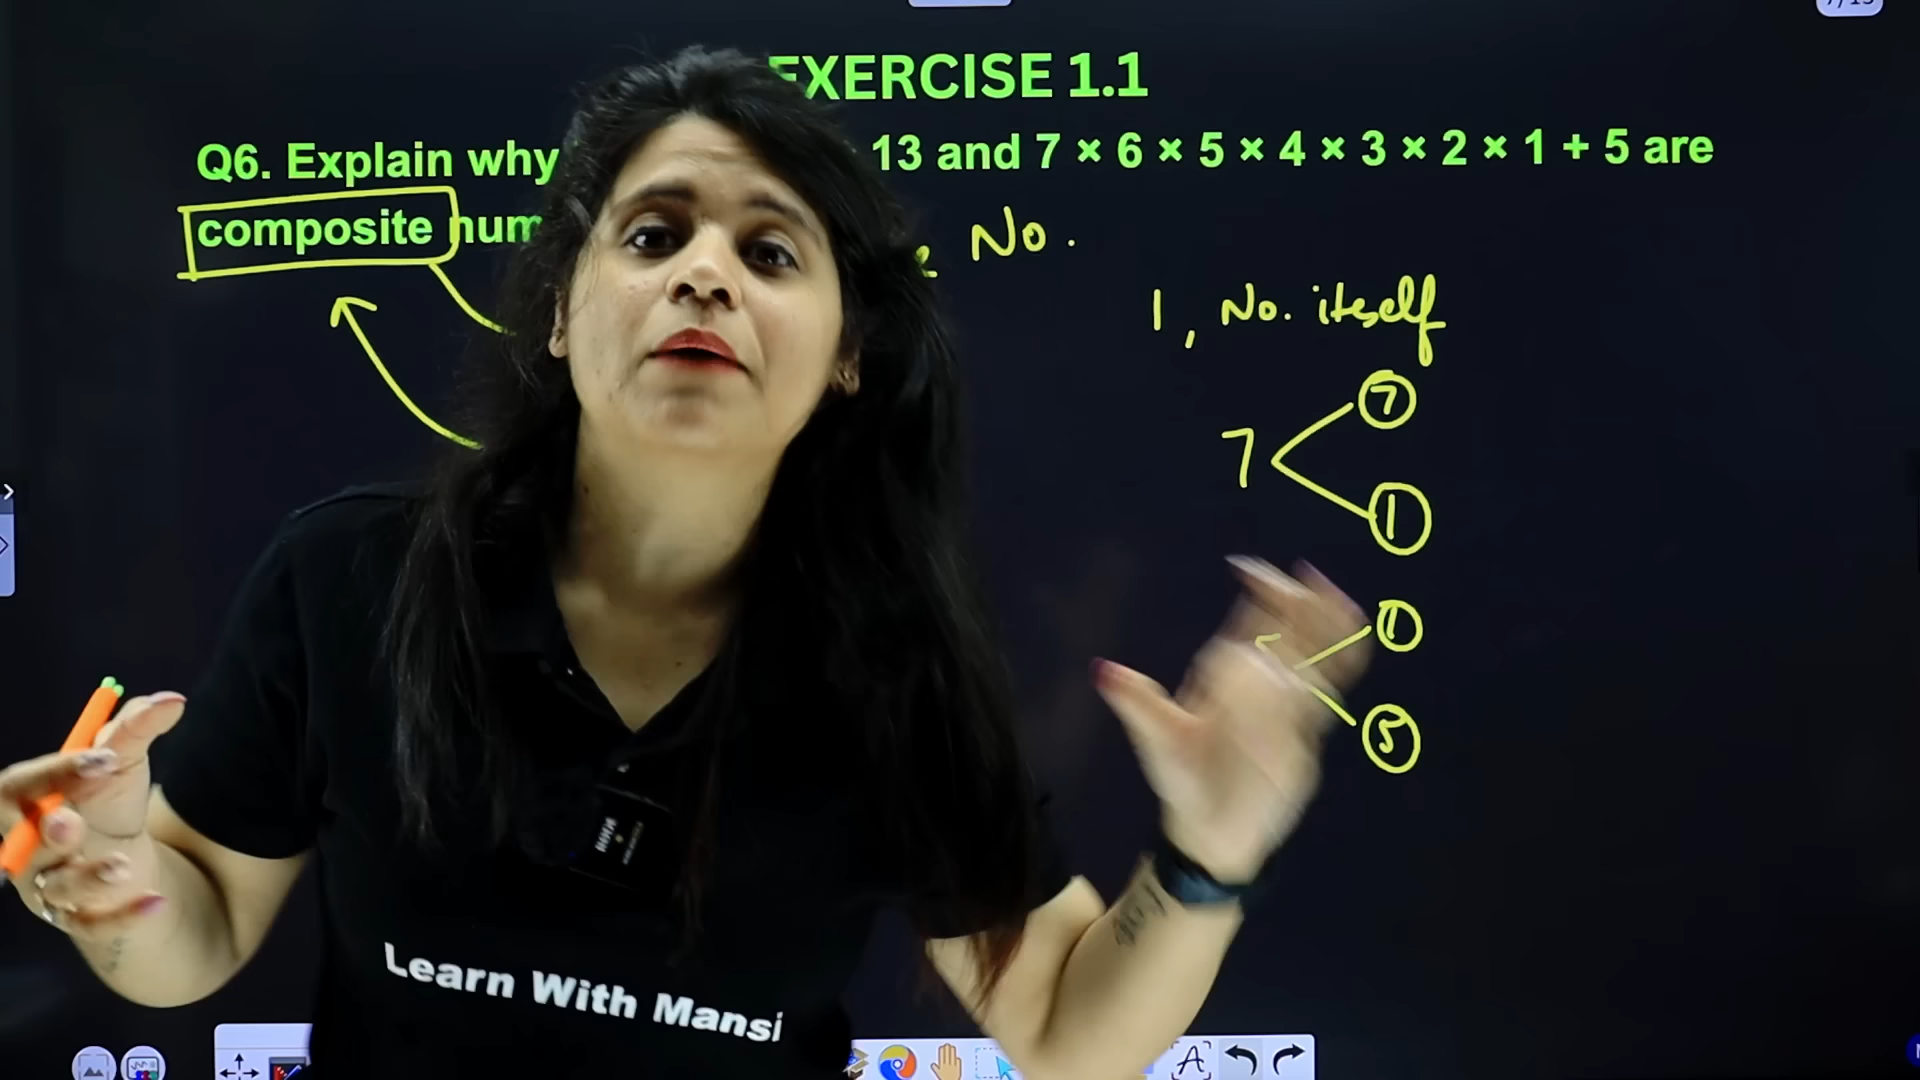 EXERCISE 1.1
Q6. Explain why 13 and 7 × 6 × 5 × 4 × 3 × 2 × 1 + 5 are
composite num
No.
1, No. itself
7
7
1
1
5
Learn With Mansi
A